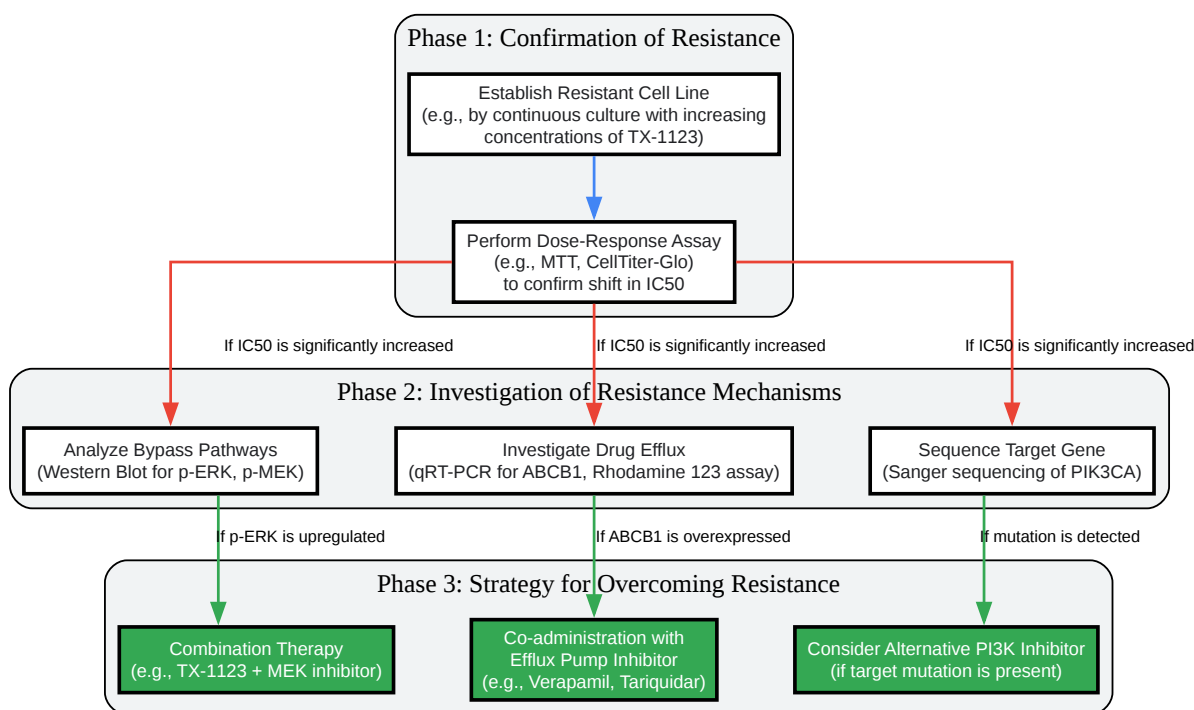 Phase 1: Confirmation of Resistance
Establish Resistant Cell Line
(e.g., by continuous culture with increasing
concentrations of TX-1123)
Perform Dose-Response Assay
(e.g., MTT, CellTiter-Glo)
to confirm shift in IC50
If IC50 is significantly increased
If IC50 is significantly increased
If IC50 is significantly increased
Phase 2: Investigation of Resistance Mechanisms
Analyze Bypass Pathways
(Western Blot for p-ERK, p-MEK)
Investigate Drug Efflux
(qRT-PCR for ABCB1, Rhodamine 123 assay)
Sequence Target Gene
(Sanger sequencing of PIK3CA)
If p-ERK is upregulated
If ABCB1 is overexpressed
If mutation is detected
Phase 3: Strategy for Overcoming Resistance
Combination Therapy
(e.g., TX-1123 + MEK inhibitor)
Co-administration with
Efflux Pump Inhibitor
(e.g., Verapamil, Tariquidar)
Consider Alternative PI3K Inhibitor
(if target mutation is present)